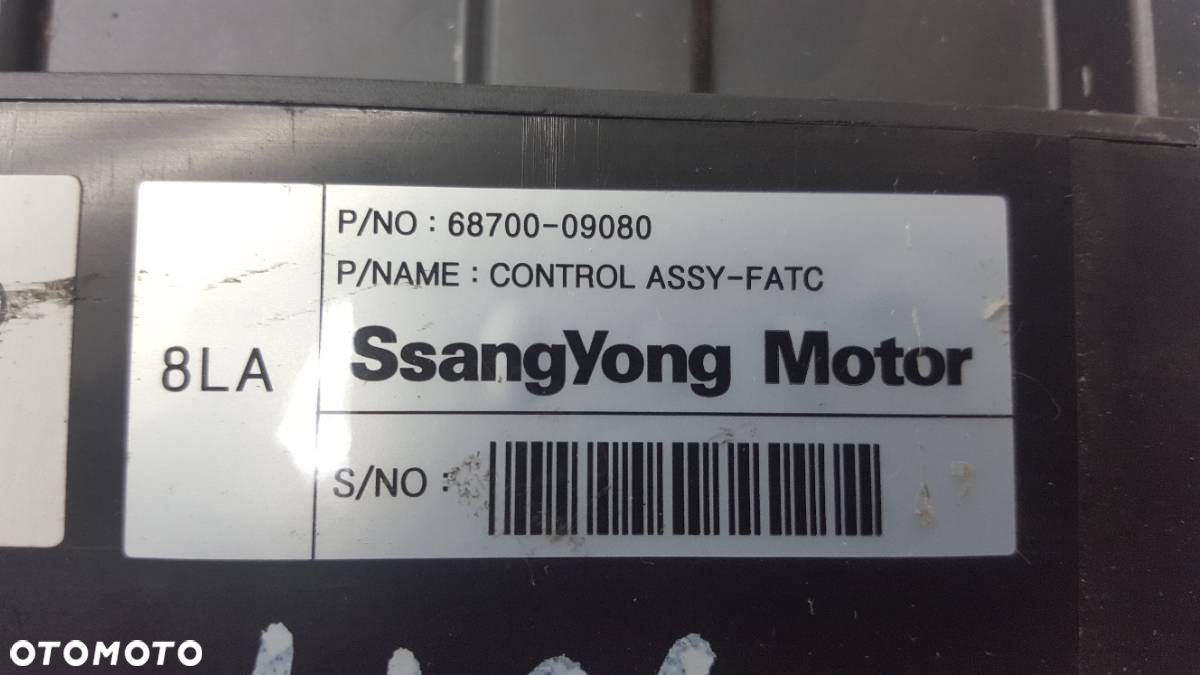 P/NO : 68700-09080
P/NAME : CONTROL ASSY-FATC
8LA
SsangYong Motor
S/NO :
OTOMOTO